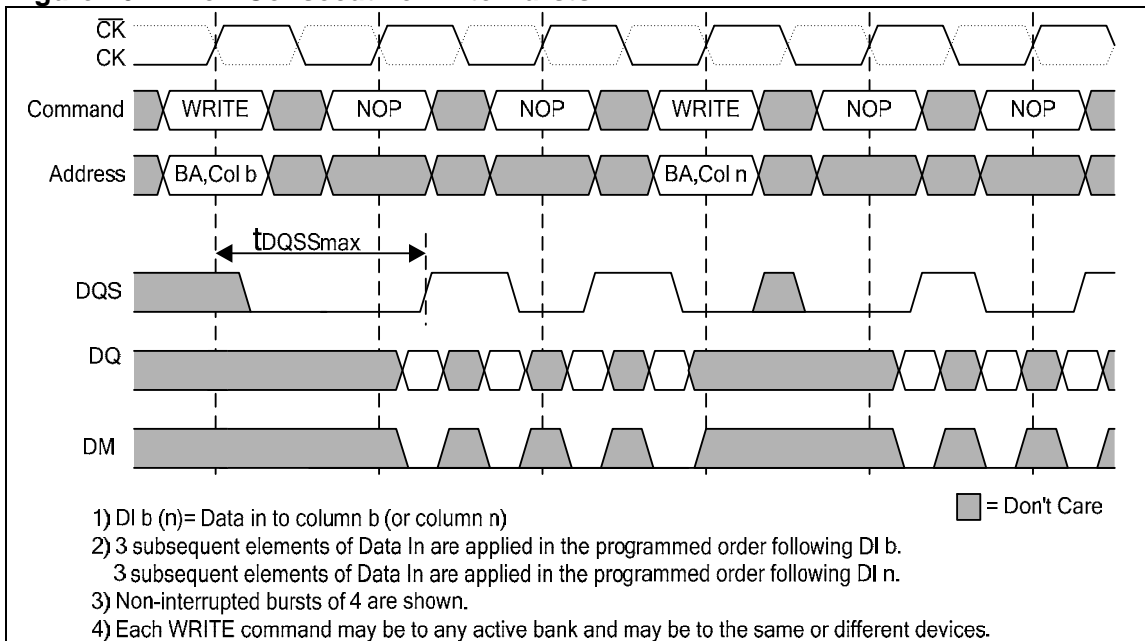 CK
CK
Command WRITE NOP NOP WRITE NOP NOP
Address BA,Col b BA,Col n
tDQSSmax
DQS
DQ
DM
= Don't Care
1) DI b (n)= Data in to column b (or column n)
2) 3 subsequent elements of Data In are applied in the programmed order following DI b.
3 subsequent elements of Data In are applied in the programmed order following DI n.
3) Non-interrupted bursts of 4 are shown.
4) Each WRITE command may be to any active bank and may be to the same or different devices.